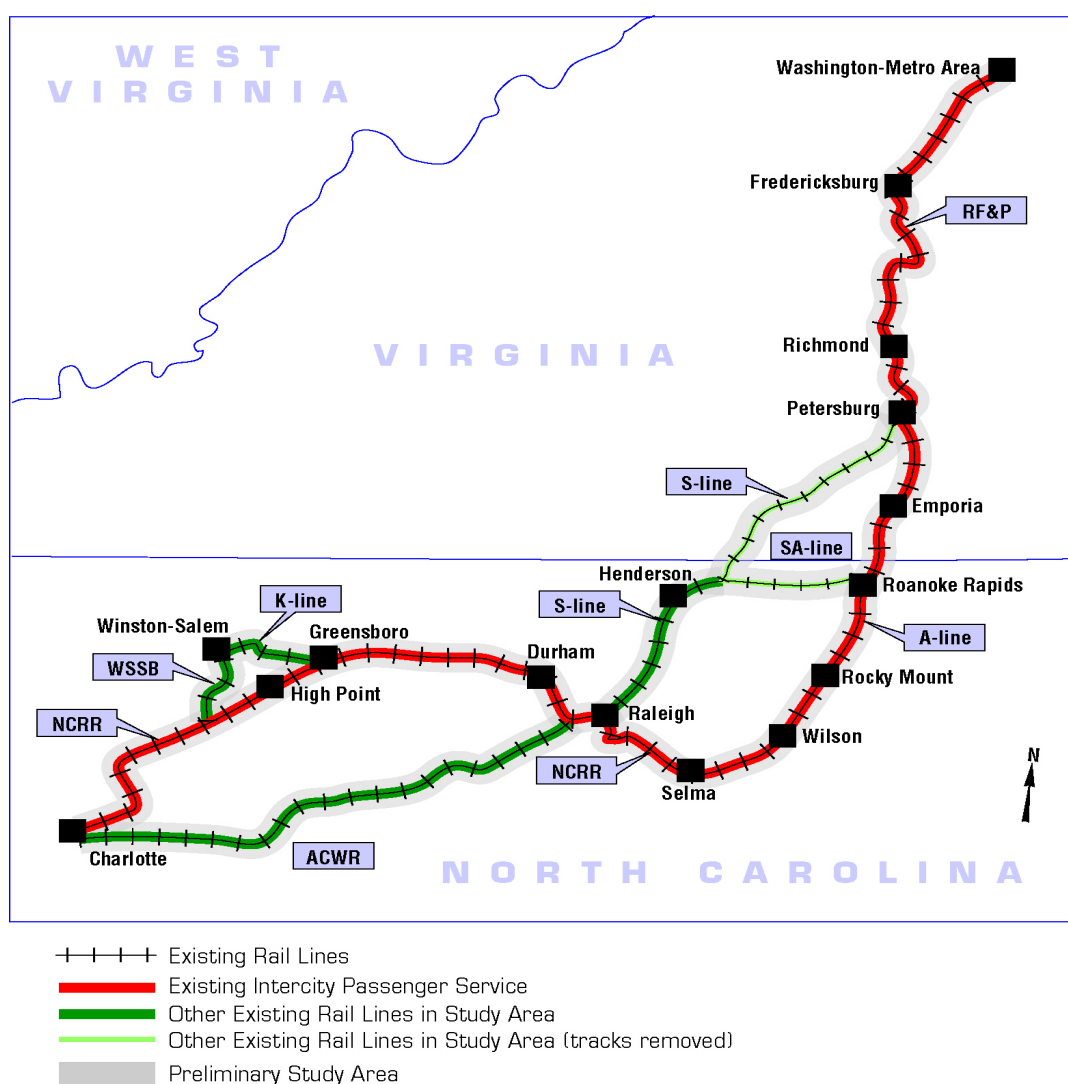 WEST
VIRGINIA
Washington-Metro Area
Fredericksburg
RF&P
VIRGINIA
Richmond
Petersburg
S-line
Emporia
SA-line
Henderson
Roanoke Rapids
K-line
S-line
Winston-Salem
Greensboro
A-line
Durham
WSSB
High Point
Rocky Mount
NCRR
Raleigh
Wilson
N
NCRR
Selma
Charlotte
ACWR
NORTH CAROLINA
Existing Rail Lines
Existing Intercity Passenger Service
Other Existing Rail Lines in Study Area
Other Existing Rail Lines in Study Area (tracks removed)
Preliminary Study Area